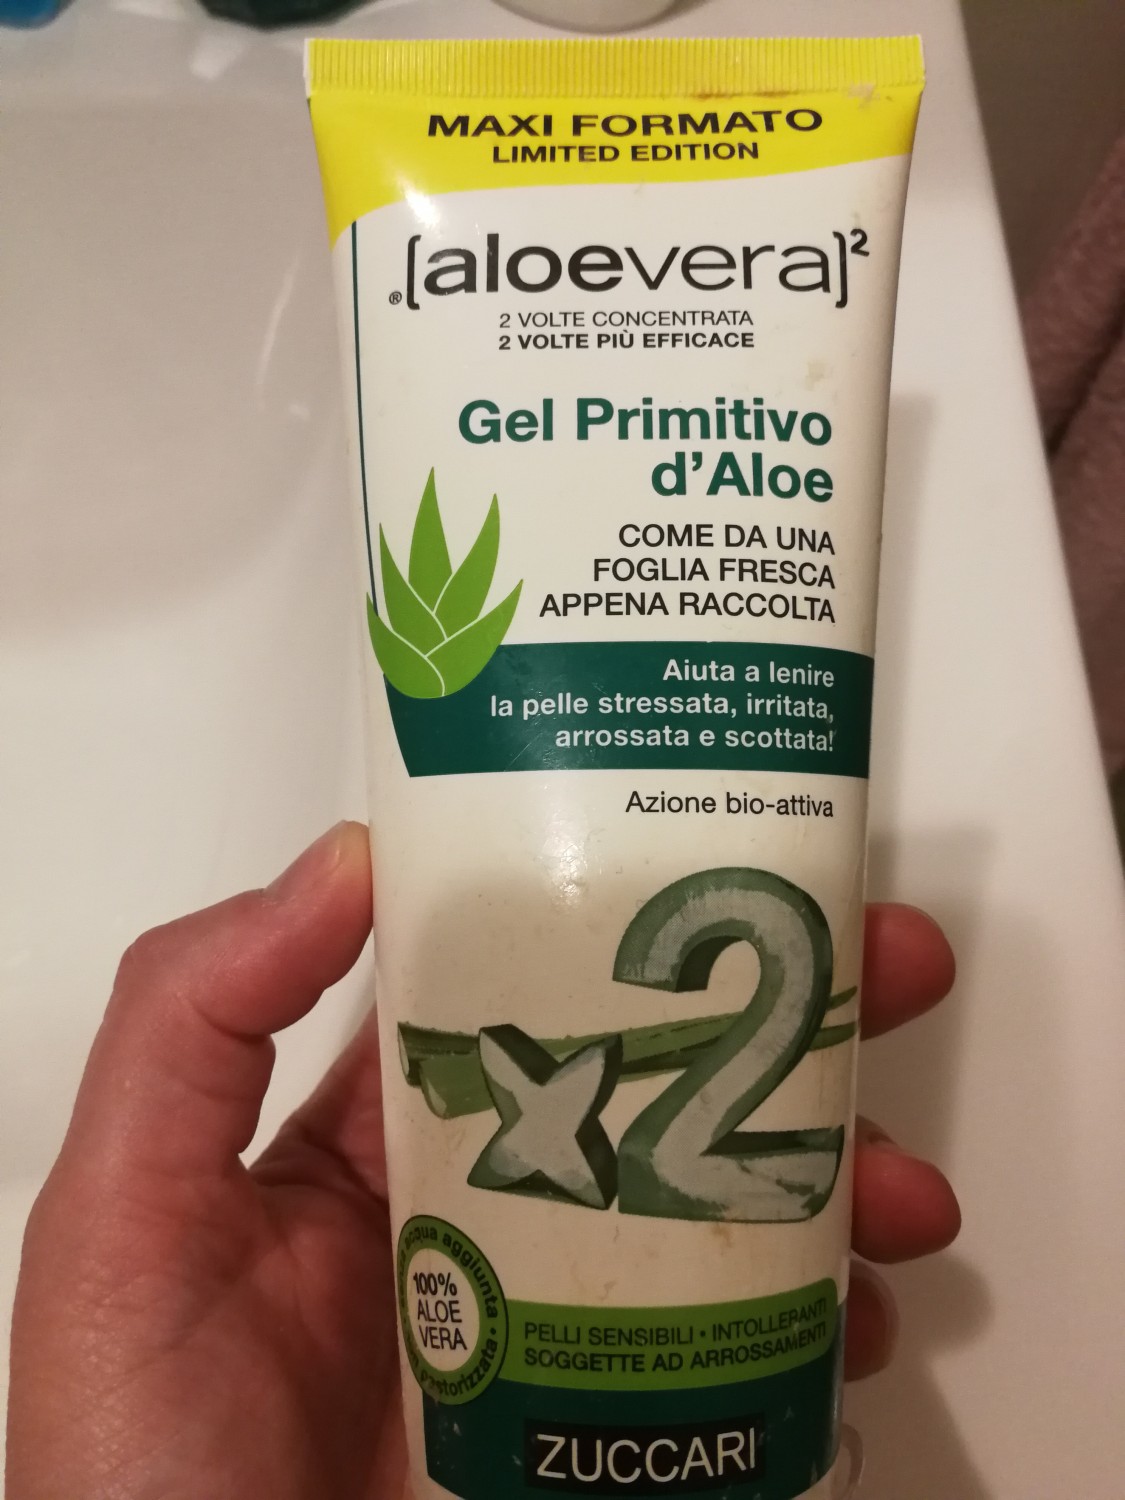 MAXI FORMATO
LIMITED EDITION
®[aloevera]²
2 VOLTE CONCENTRATA
2 VOLTE PIÙ EFFICACE
Gel Primitivo
d'Aloe
COME DA UNA
FOGLIA FRESCA
APPENA RACCOLTA
Aiuta a lenire
la pelle stressata, irritata,
arrossata e scottata!
Azione bio-attiva
x2
acqua aggiunta •
100%
ALOE
VERA
pastorizzata •
PELLI SENSIBILI • INTOLLERANTI
SOGGETTE AD ARROSSAMENTI
ZUCCARI